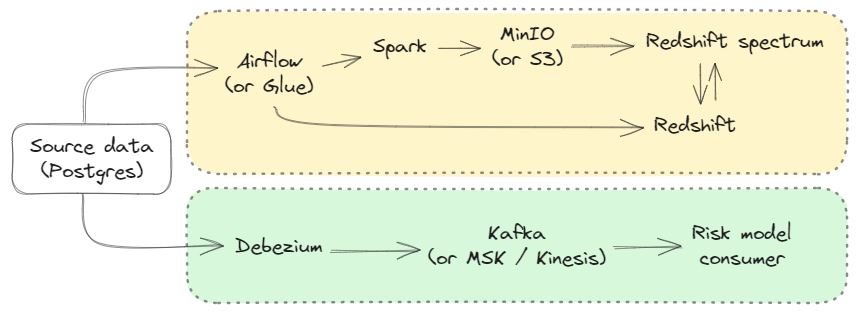 Source data
(Postgres)
Airflow
(or Glue)
Spark
MinIO
(or S3)
Redshift spectrum
Redshift
Debezium
Kafka
(or MSK / Kinesis)
Risk model
consumer